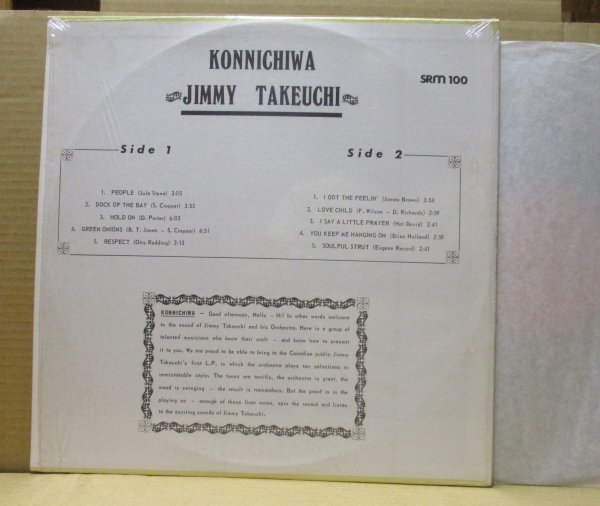 KONNICHIWA
JIMMY TAKEUCHI
SRM 100
Side 1
1. PEOPLE (Jule Styne) 3:05
2. DOCK OF THE BAY (S. Cropper) 3:55
3. HOLD ON (D. Porter) 6:03
4. GREEN ONIONS (B. T. Jones - S. Cropper) 4:51
5. RESPECT (Otis Redding) 3:13
Side 2
1. I GOT THE FEELIN' (James Brown) 3:54
2. LOVE CHILD (F. Wilson - D. Richards) 2:59
3. I SAY A LITTLE PRAYER (Hal David) 2:41
4. YOU KEEP ME HANGING ON (Brian Holland) 2:59
5. SOULFUL STRUT (Eugene Record) 2:41
KONNICHIWA — Good afternoon, Hello - Hi! In other words welcome
to the sound of Jimmy Takeuchi and his Orchestra. Here is a group of
talented musicians who know their craft - and know how to present
it to you. We are proud to be able to bring to the Canadian public Jimmy
Takeuchi's first L.P. in which the orchestra plays ten selections in
unmistakable style. The tunes are terrific, the orchestra is great, the
mood is swinging - the result is tremendous. But the proof is in the
playing so - enough of these liner notes, spin the record and listen
to the exciting sounds of Jimmy Takeuchi.